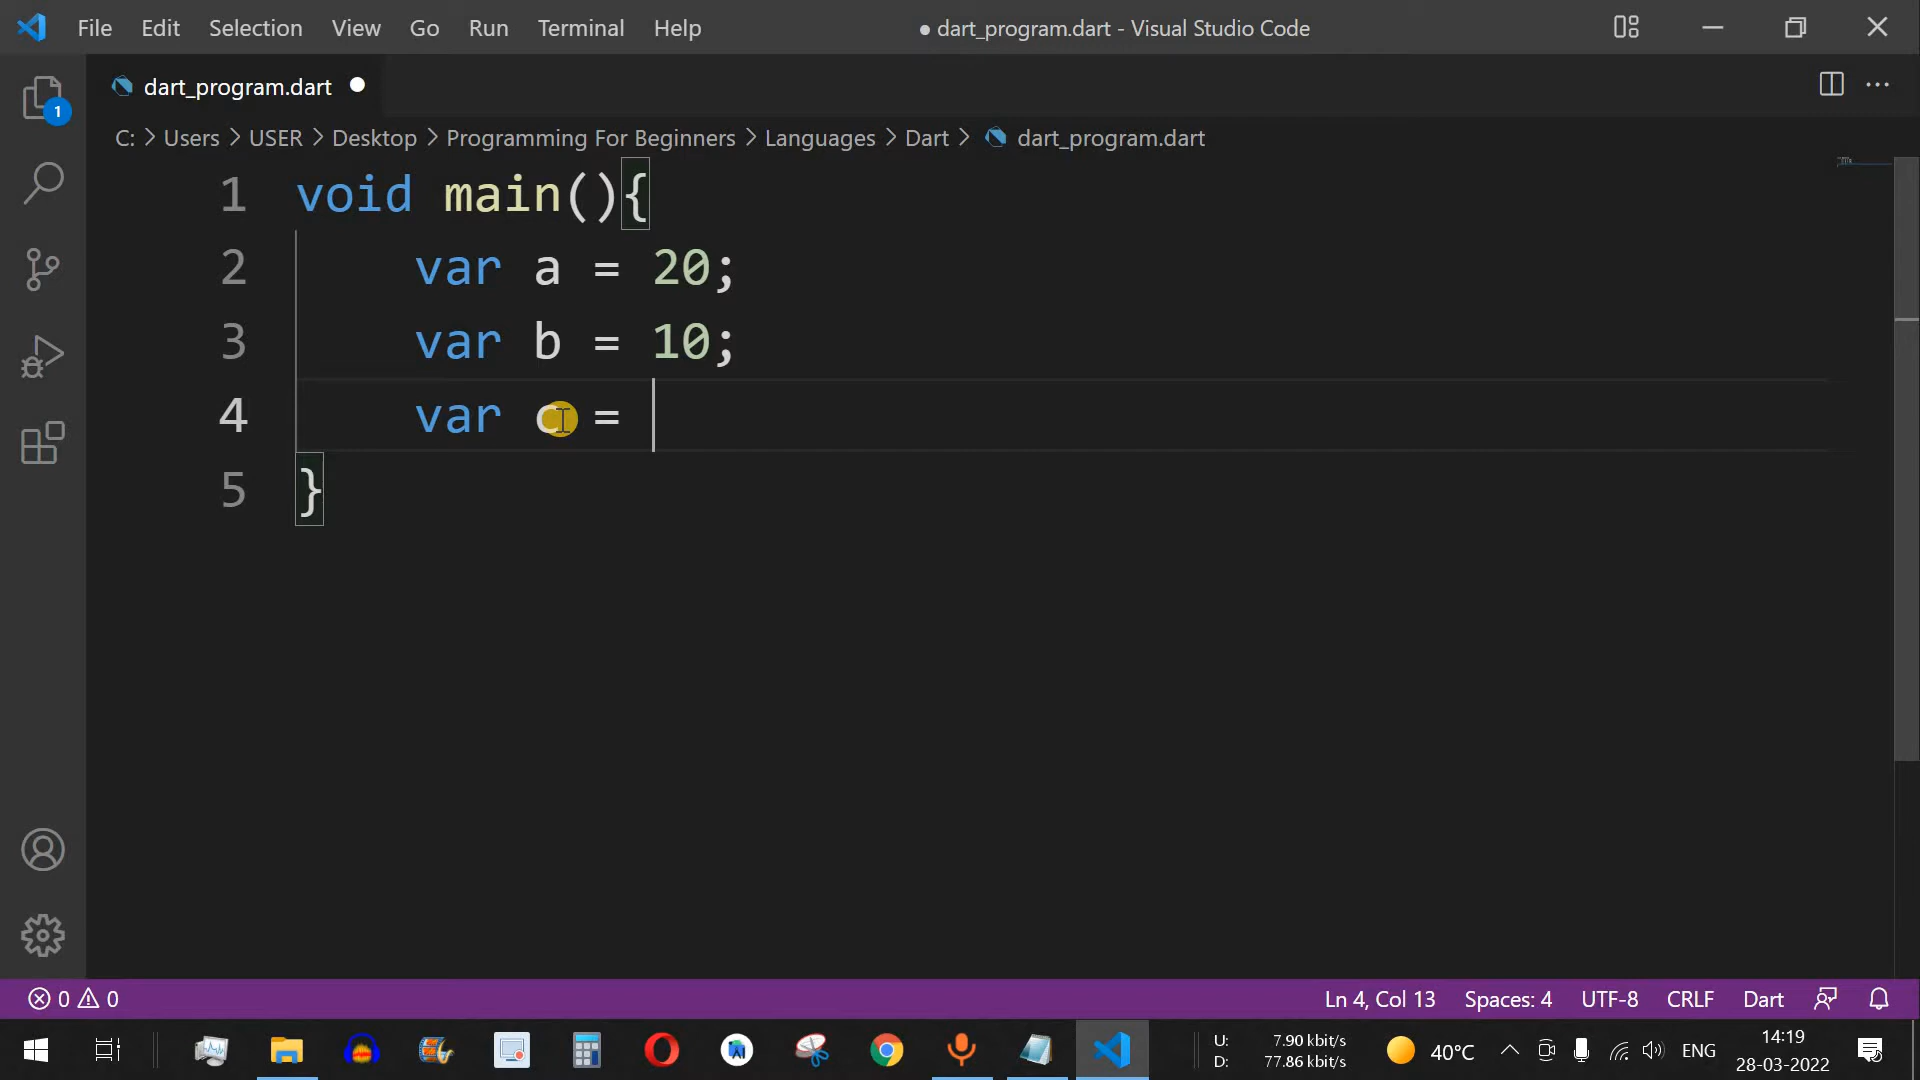 File Edit Selection View Go Run Terminal Help ● dart_program.dart - Visual Studio Code
dart_program.dart ●
C: > Users > USER > Desktop > Programming For Beginners > Languages > Dart > dart_program.dart
1 void main(){
2 var a = 20;
3 var b = 10;
4 var c =
5 }
1
0 0 Ln 4, Col 13 Spaces: 4 UTF-8 CRLF Dart
U: 7.90 kbit/s
D: 77.86 kbit/s
40°C ENG
14:19
28-03-2022